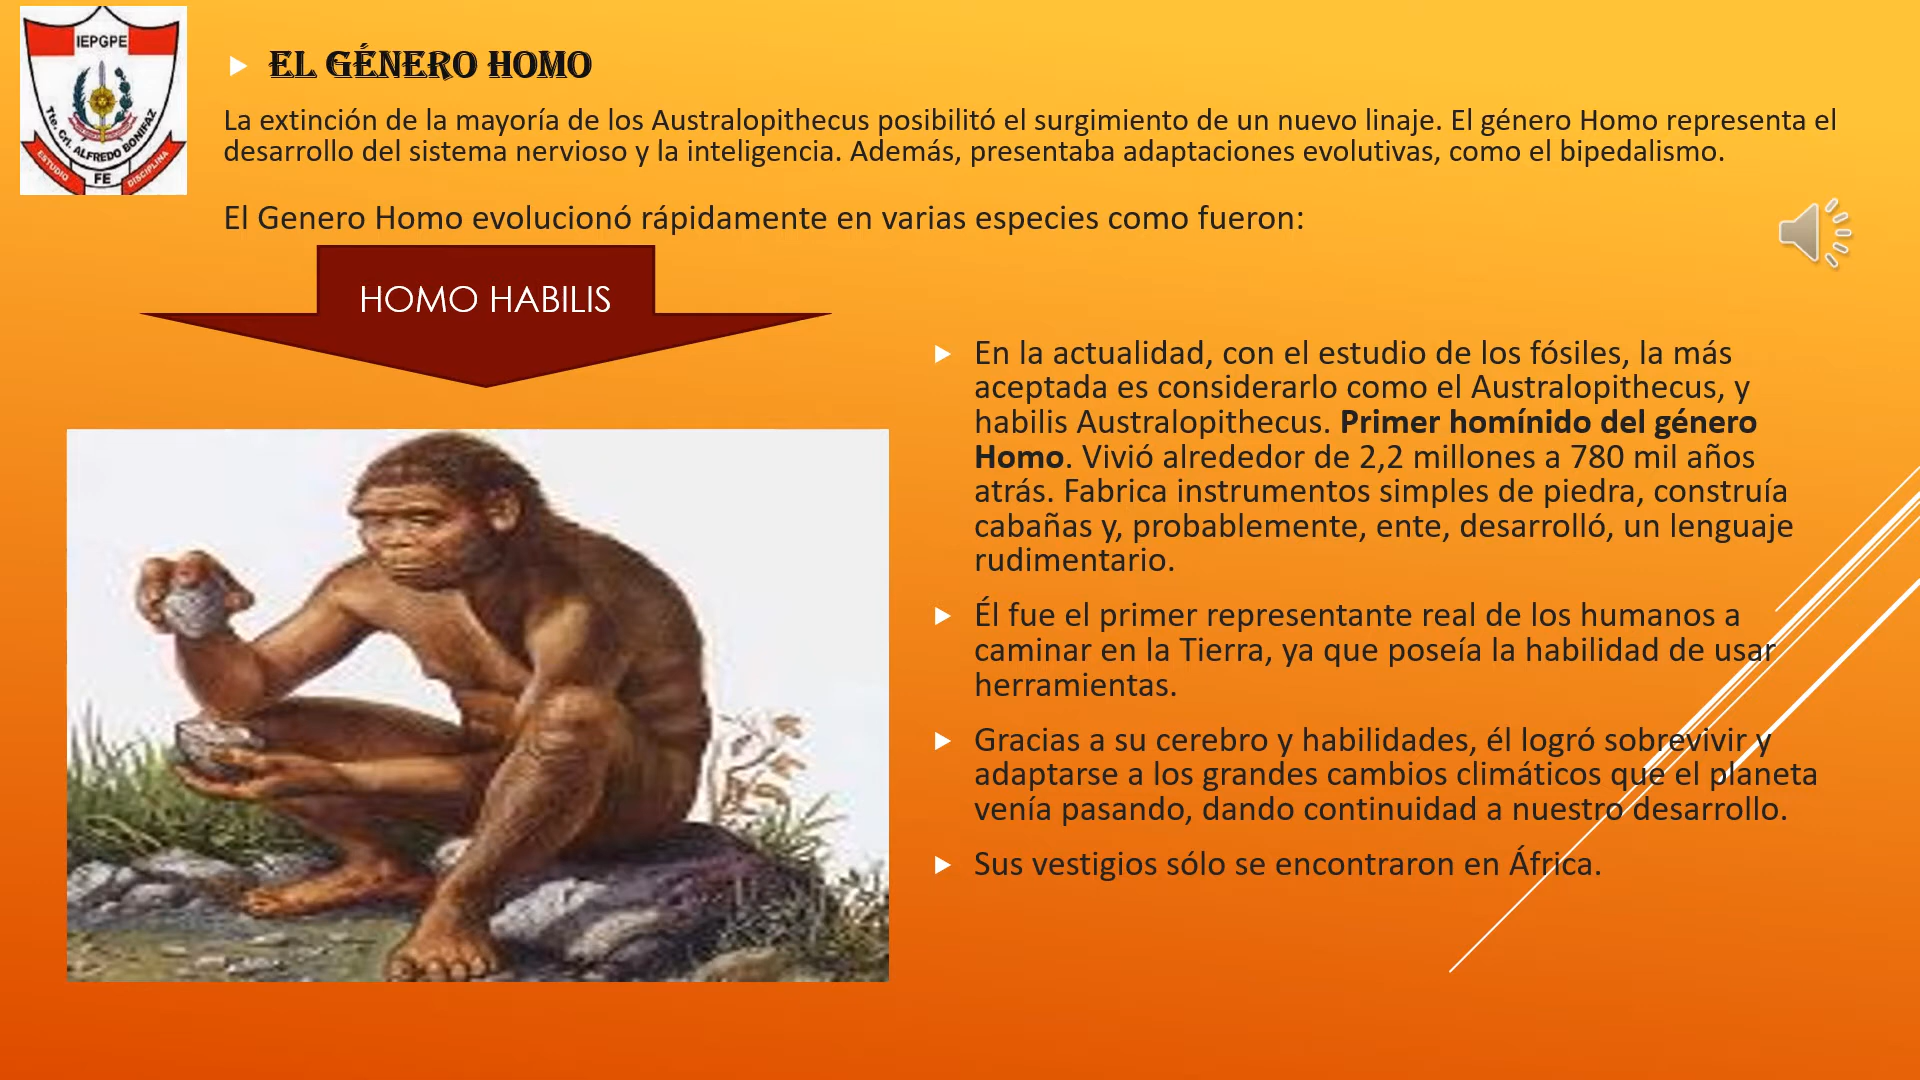 IEPGPE
Tte. Crl. ALFREDO BONIFAZ
ESTUDIO
FE
DISCIPLINA
EL GÉNERO HOMO
La extinción de la mayoría de los Australopithecus posibilitó el surgimiento de un nuevo linaje. El género Homo representa el
desarrollo del sistema nervioso y la inteligencia. Además, presentaba adaptaciones evolutivas, como el bipedalismo.
El Genero Homo evolucionó rápidamente en varias especies como fueron:
HOMO HABILIS
En la actualidad, con el estudio de los fósiles, la más
aceptada es considerarlo como el Australopithecus, y
habilis Australopithecus. Primer homínido del género
Homo. Vivió alrededor de 2,2 millones a 780 mil años
atrás. Fabrica instrumentos simples de piedra, construía
cabañas y, probablemente, ente, desarrolló, un lenguaje
rudimentario.
Él fue el primer representante real de los humanos a
caminar en la Tierra, ya que poseía la habilidad de usar
herramientas.
Gracias a su cerebro y habilidades, él logró sobrevivir y
adaptarse a los grandes cambios climáticos que el planeta
venía pasando, dando continuidad a nuestro desarrollo.
Sus vestigios sólo se encontraron en África.